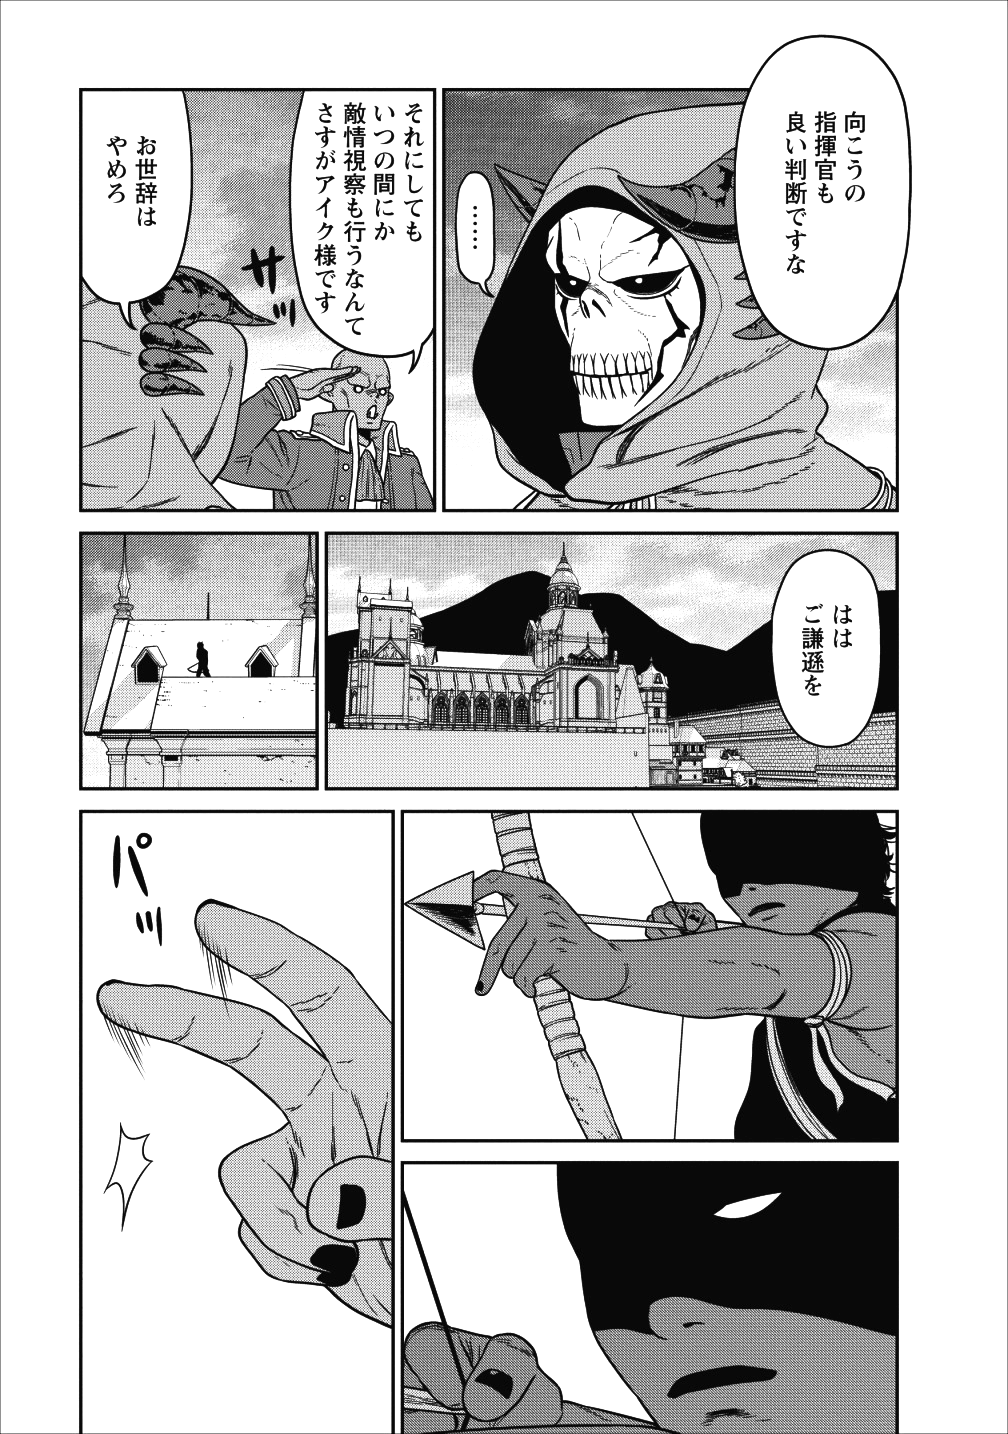 向こうの
指揮官も
良い判断ですな
……
それにしても
いつの間にか
敵情視察も行うなんて
さすがアイク様です
サッ
お世辞は
やめろ
はは
ご謙遜を
パッ